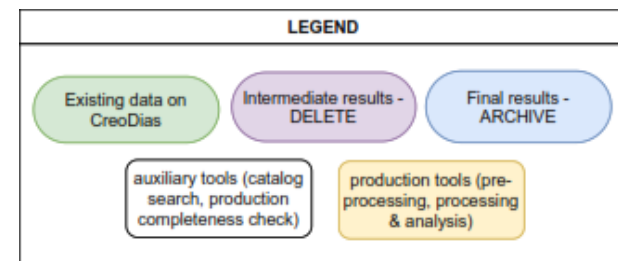 LEGEND
Existing data on
CreoDias
Intermediate results -
DELETE
Final results -
ARCHIVE
auxiliary tools (catalog
search, production
completeness check)
production tools (pre-
processing, processing
& analysis)